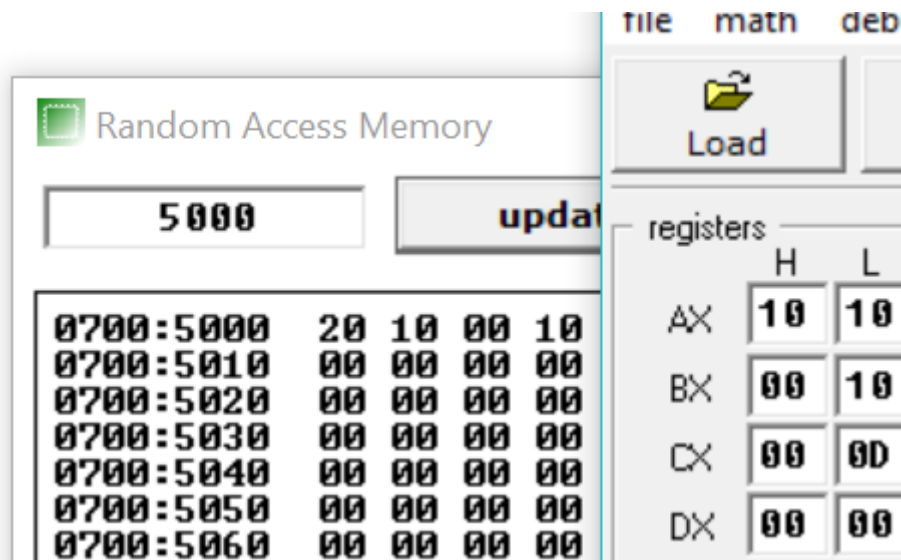 file math deb
Random Access Memory
Load
5000 updat
registers
H L
0700:5000 20 10 00 10
0700:5010 00 00 00 00
0700:5020 00 00 00 00
0700:5030 00 00 00 00
0700:5040 00 00 00 00
0700:5050 00 00 00 00
0700:5060 00 00 00 00
AX 10 10
BX 00 10
CX 00 0D
DX 00 00